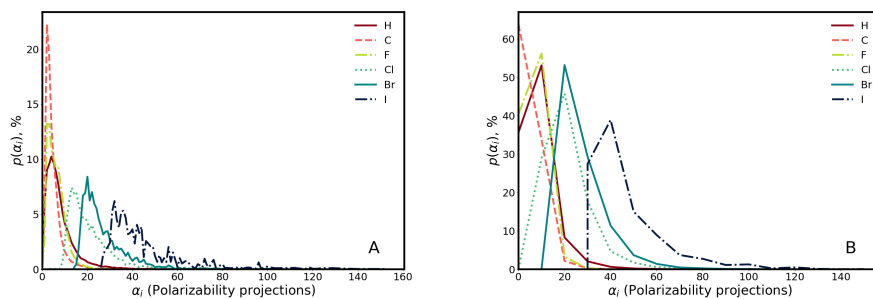 H
C
F
Cl
Br
I
20
15
10
5
0
p(αᵢ), %
A
0 20 40 60 80 100 120 140 160
αᵢ (Polarizability projections)
H
C
F
Cl
Br
I
60
50
40
30
20
10
0
p(αᵢ), %
B
0 20 40 60 80 100 120 140
αᵢ (Polarizability projections)